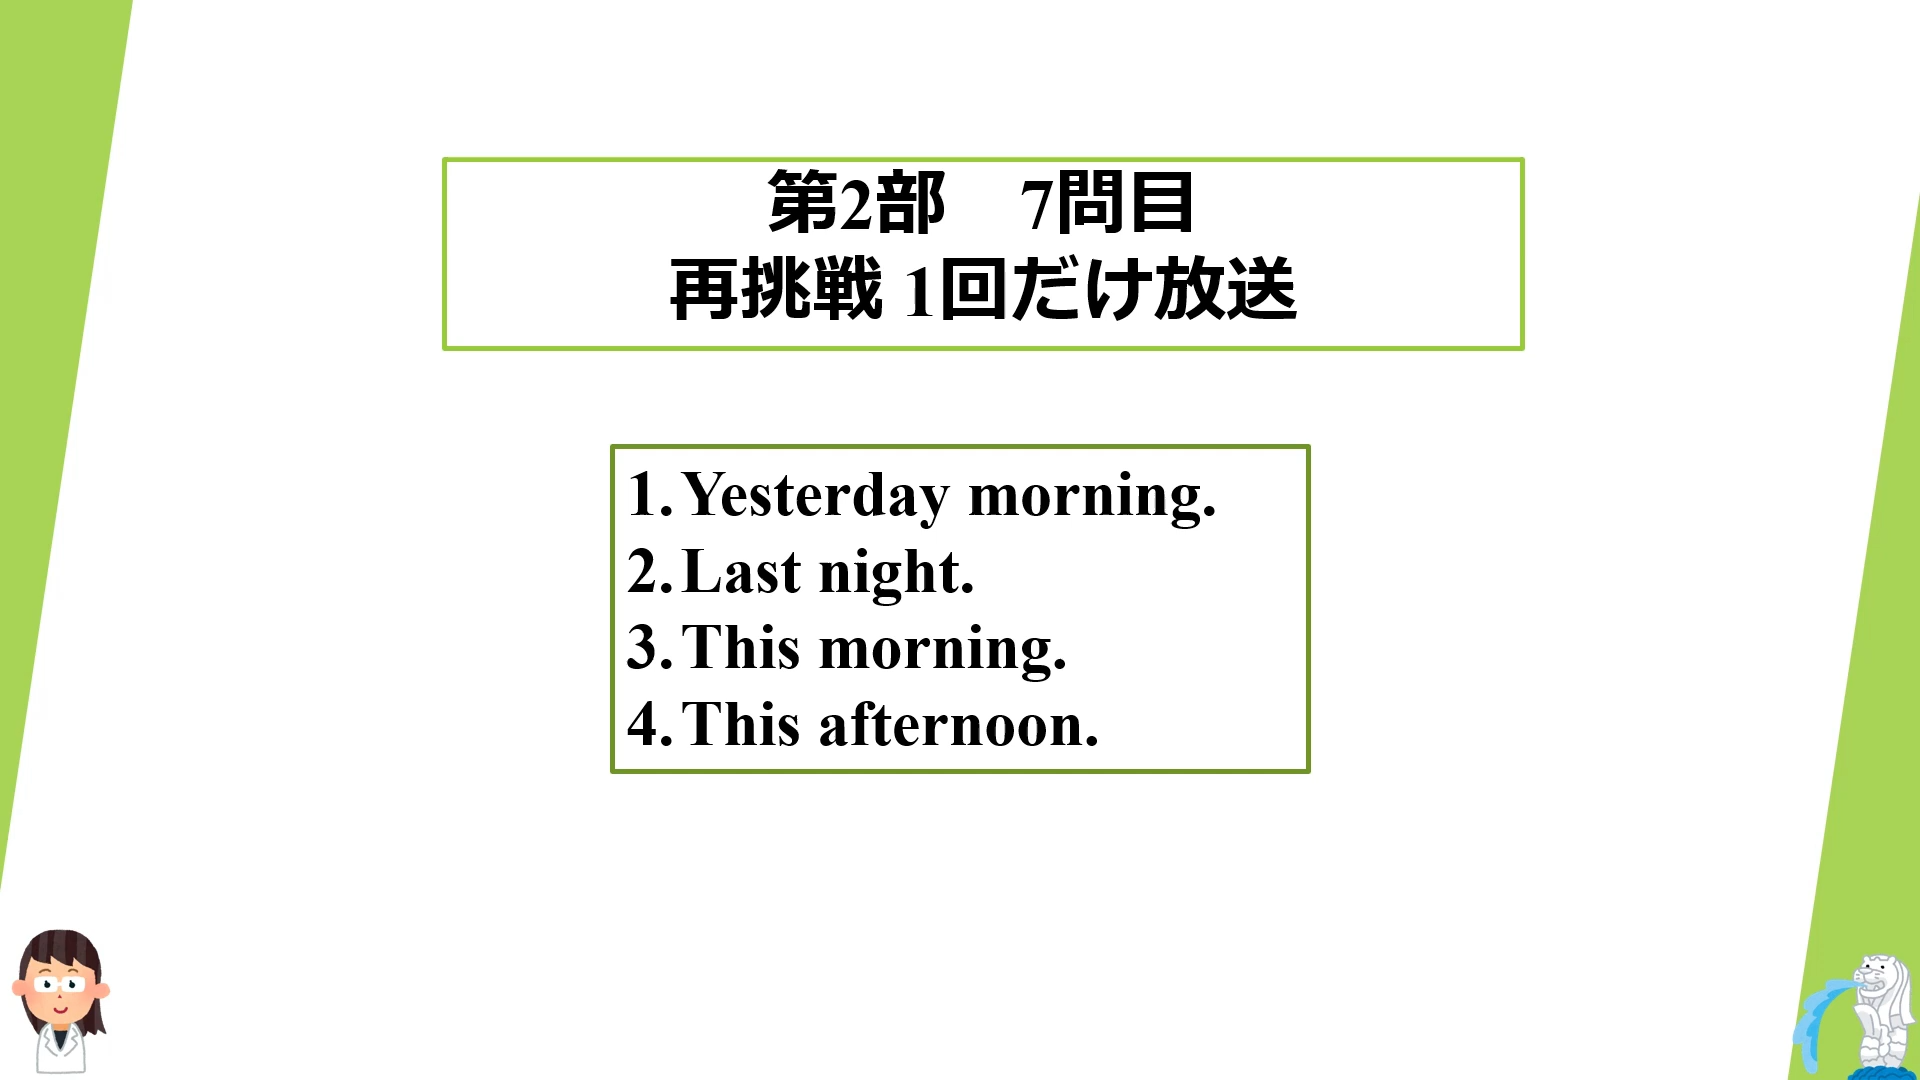 第2部　7問目
再挑戦 1回だけ放送
1. Yesterday morning.
2. Last night.
3. This morning.
4. This afternoon.